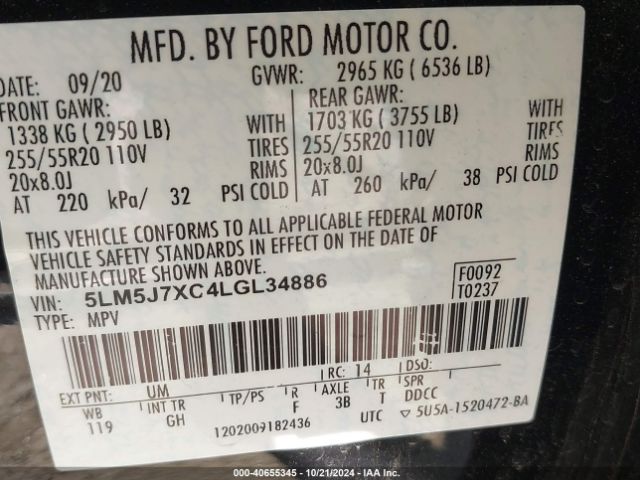 MFD. BY FORD MOTOR CO.
DATE: 09/20 GVWR: 2965 KG ( 6536 LB)
FRONT GAWR: REAR GAWR:
1338 KG ( 2950 LB) WITH 1703 KG ( 3755 LB) WITH
255/55R20 110V TIRES 255/55R20 110V TIRES
20x8.0J RIMS 20x8.0J RIMS
AT 220 kPa/ 32 PSI COLD AT 260 kPa/ 38 PSI COLD
THIS VEHICLE CONFORMS TO ALL APPLICABLE FEDERAL MOTOR
VEHICLE SAFETY STANDARDS IN EFFECT ON THE DATE OF
MANUFACTURE SHOWN ABOVE.
VIN: 5LM5J7XC4LGL34886 F0092
TYPE: MPV T0237
EXT PNT: UM RC: 14 DSO:
WB INT TR TP/PS R AXLE TR SPR
119 GH F 3B T DDCC
1202009182436 UTC ▽ 5U5A-1520472-BA
000-40655345 - 10/21/2024 - IAA Inc.